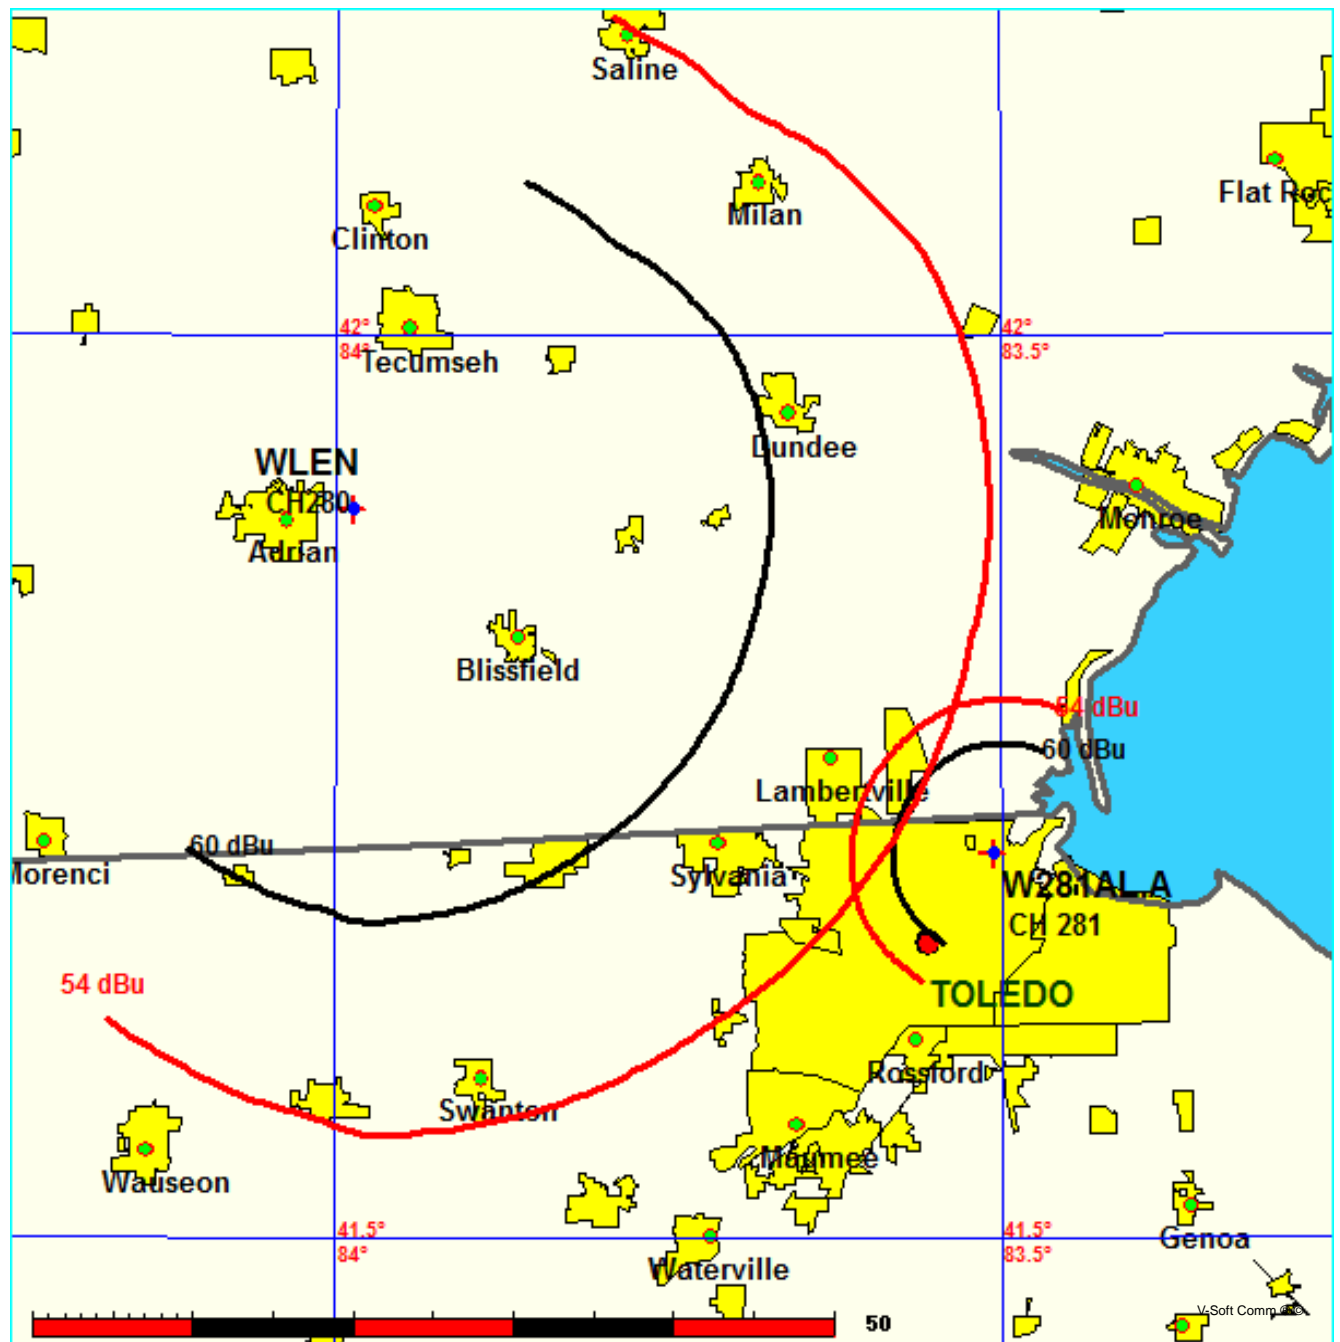 Saline
Milan
Flat Roc
Clinton
42°
84°
42°
83.5°
Tecumseh
Dundee
WLEN
CH280
Adrian
Monroe
Blissfield
54 dBu
60 dBu
Lambertville
60 dBu
Morenci
Sylvania
W281AL.A
CH 281
54 dBu
TOLEDO
Rossford
Swanton
Maumee
Wauseon
41.5°
84°
41.5°
83.5°
Genoa
Waterville
V-Soft Comm ®©
50